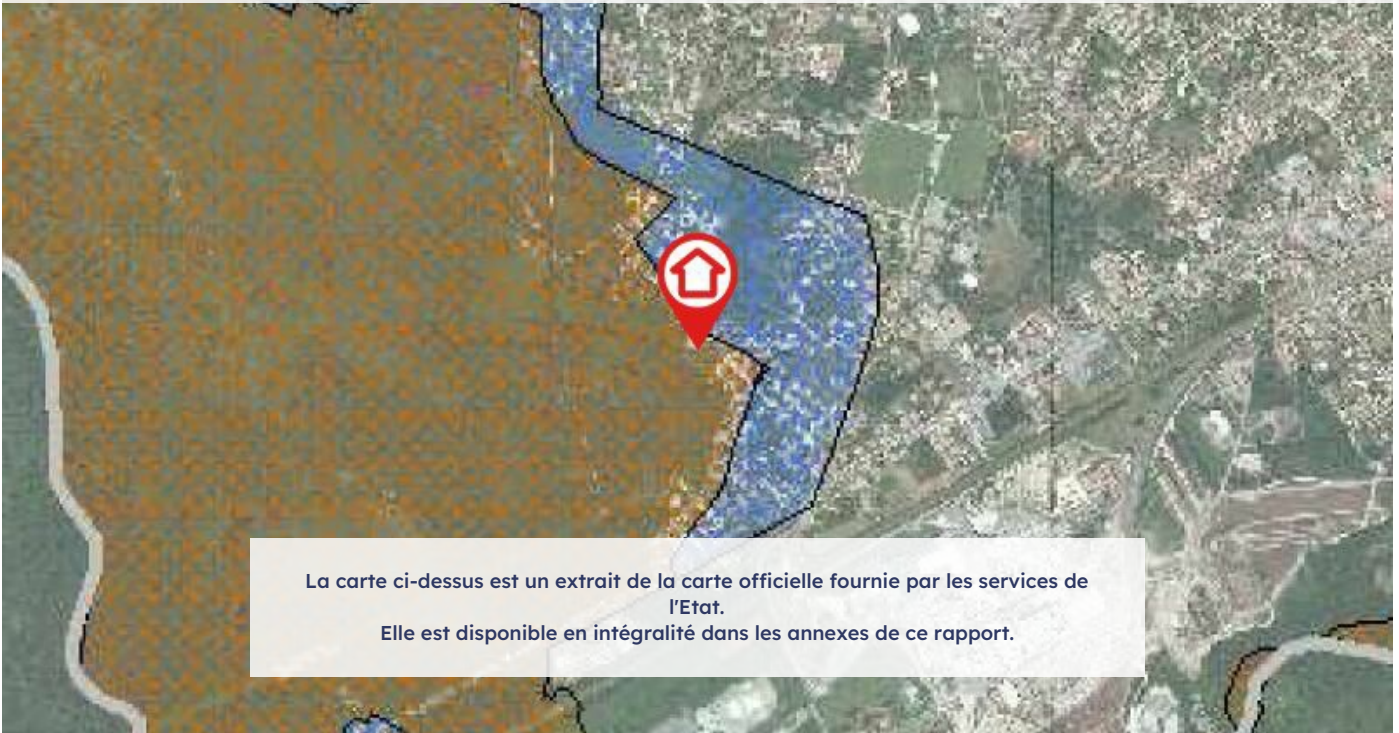 La carte ci-dessus est un extrait de la carte officielle fournie par les services de
l'Etat.
Elle est disponible en intégralité dans les annexes de ce rapport.